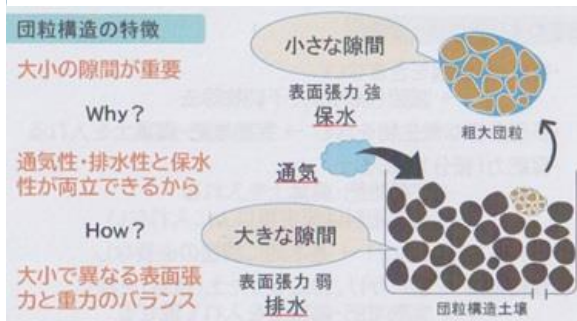 団粒構造の特徴
大小の隙間が重要
Why？
通気性・排水性と保水
性が両立できるから
How？
大小で異なる表面張
力と重力のバランス
小さな隙間
表面張力 強
保水
粗大団粒
通気
大きな隙間
表面張力 弱
排水
団粒構造土壌